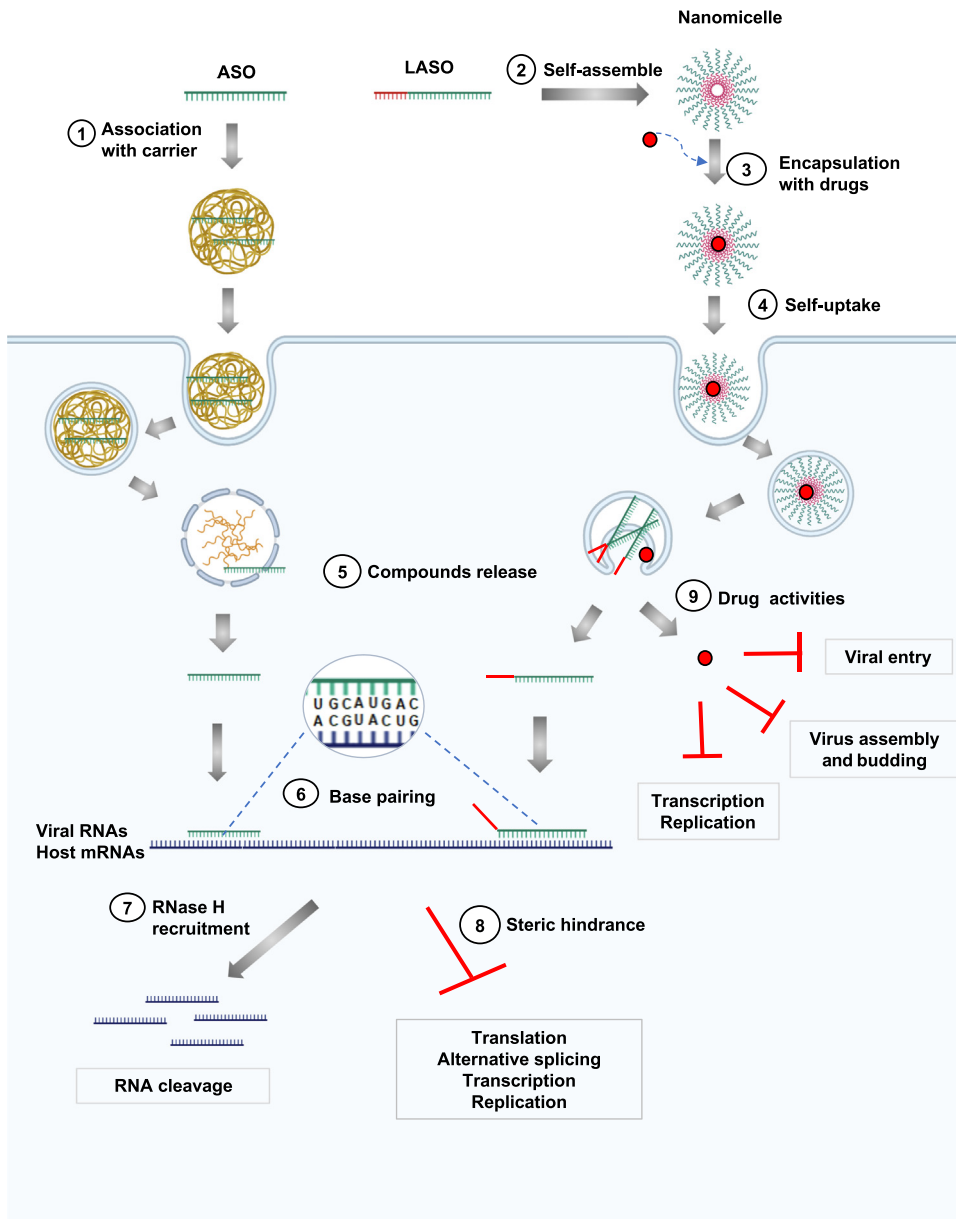 Nanomicelle
ASO
LASO
2 Self-assemble
1 Association
with carrier
3 Encapsulation
with drugs
4 Self-uptake
5 Compounds release
9 Drug activities
Viral entry
Virus assembly
and budding
Transcription
Replication
UGCAUGAC
ACGUACUG
6 Base pairing
Viral RNAs
Host mRNAs
7 RNase H
recruitment
8 Steric hindrance
RNA cleavage
Translation
Alternative splicing
Transcription
Replication